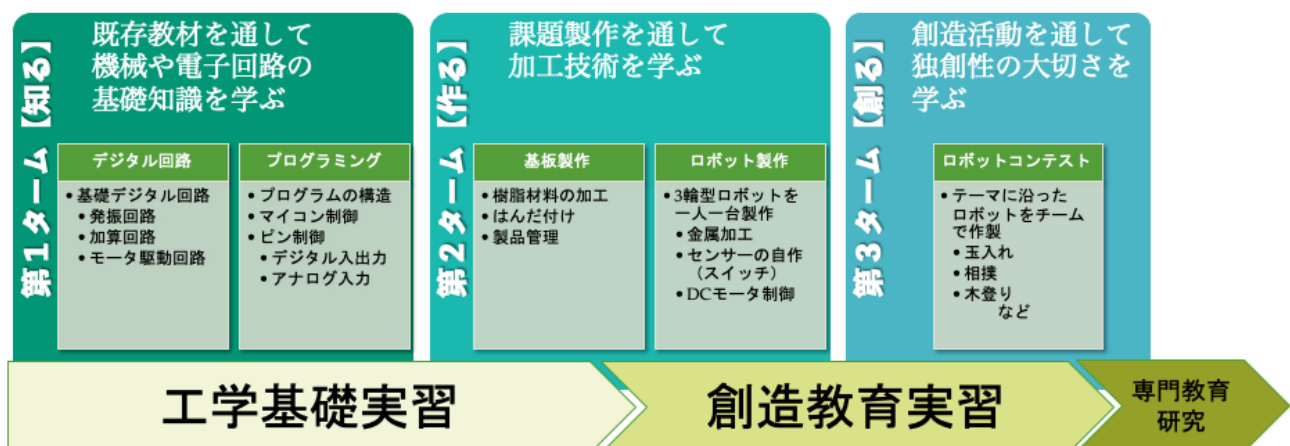 第1ターム【知る】
既存教材を通して
機械や電子回路の
基礎知識を学ぶ
デジタル回路
•基礎デジタル回路
•発振回路
•加算回路
•モータ駆動回路
プログラミング
•プログラムの構造
•マイコン制御
•ピン制御
•デジタル入出力
•アナログ入力
第2ターム【作る】
課題製作を通して
加工技術を学ぶ
基板製作
•樹脂材料の加工
•はんだ付け
•製品管理
ロボット製作
•3輪型ロボットを
一人一台製作
•金属加工
•センサーの自作
（スイッチ）
•DCモータ制御
第3ターム【創る】
創造活動を通して
独創性の大切さを
学ぶ
ロボットコンテスト
•テーマに沿った
ロボットをチーム
で作製
•玉入れ
•相撲
•木登り
など
工学基礎実習
創造教育実習
専門教育
研究